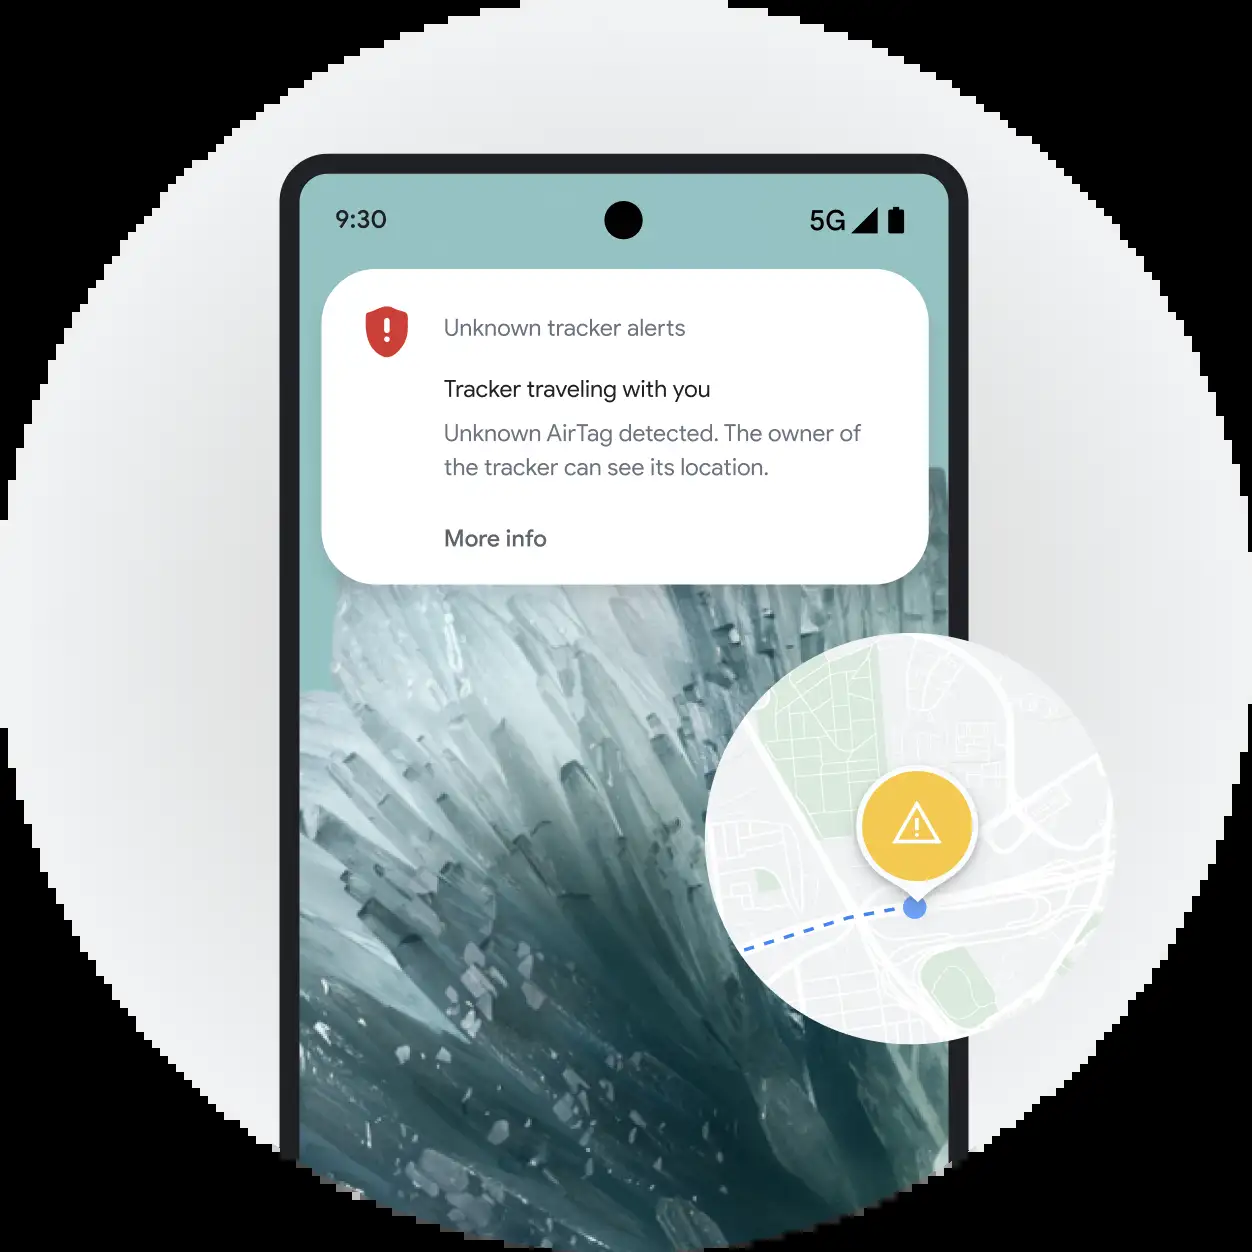 9:30
5G
Unknown tracker alerts
Tracker traveling with you
Unknown AirTag detected. The owner of
the tracker can see its location.
More info